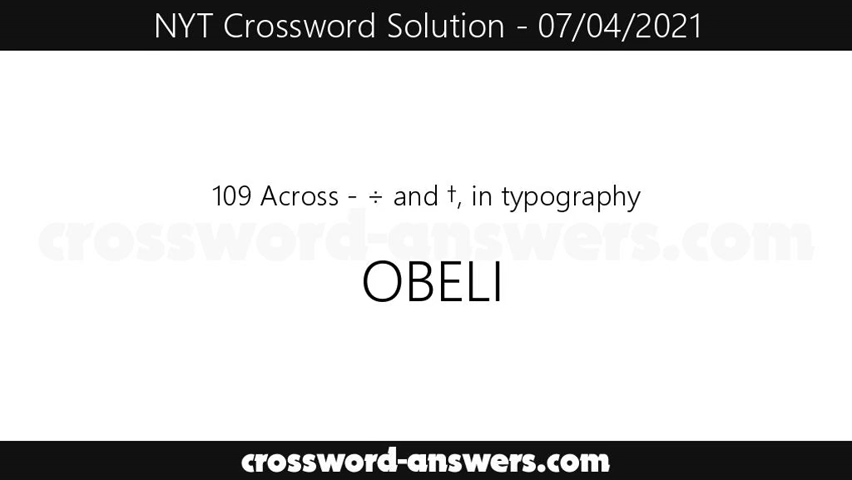 NYT Crossword Solution - 07/04/2021
109 Across - ÷ and †, in typography
crossword-answers.com
OBELI
crossword-answers.com